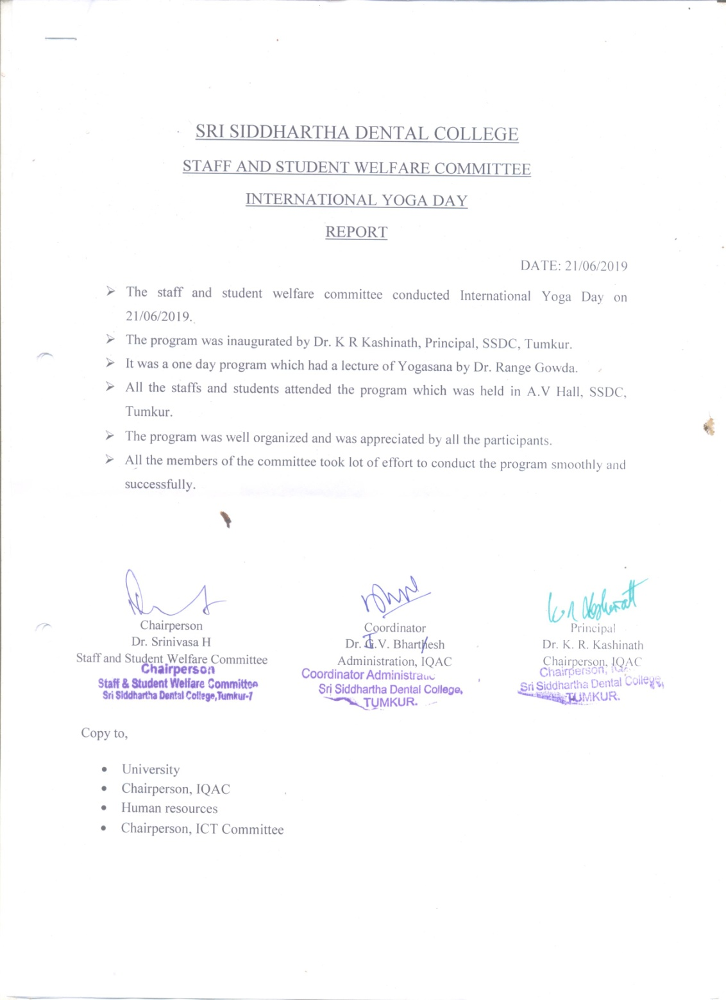 SRI SIDDHARTHA DENTAL COLLEGE
STAFF AND STUDENT WELFARE COMMITTEE
INTERNATIONAL YOGA DAY
REPORT
DATE: 21/06/2019
➢ The staff and student welfare committee conducted International Yoga Day on
21/06/2019.
➢ The program was inaugurated by Dr. K R Kashinath, Principal, SSDC, Tumkur.
➢ It was a one day program which had a lecture of Yogasana by Dr. Range Gowda.
➢ All the staffs and students attended the program which was held in A.V Hall, SSDC,
Tumkur.
➢ The program was well organized and was appreciated by all the participants.
➢ All the members of the committee took lot of effort to conduct the program smoothly and
successfully.
Chairperson
Dr. Srinivasa H
Staff and Student Welfare Committee
Chairperson
Staff & Student Welfare Committee
Sri Siddhartha Dental College,Tumkur-7
Coordinator
Dr. .V.
Administration, IQAC
Coordinator
Sri Siddhartha Dental College,
TUMKUR.
K R Kashinath
Principal
Dr. K. R. Kashinath
Chairperson, IQAC
Chairperson,
Sri Siddhartha Dental College,
TUMKUR.
Copy to,
• University
• Chairperson, IQAC
• Human resources
• Chairperson, ICT Committee